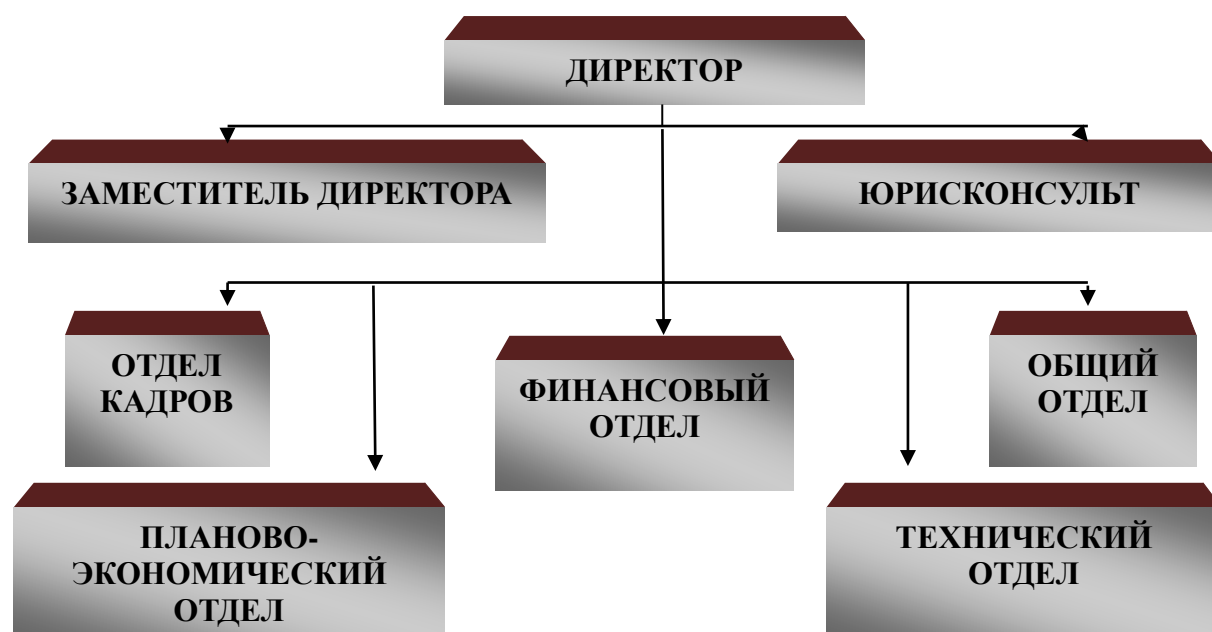 ДИРЕКТОР
ЗАМЕСТИТЕЛЬ ДИРЕКТОРА
ЮРИСКОНСУЛЬТ
ОТДЕЛ
КАДРОВ
ФИНАНСОВЫЙ
ОТДЕЛ
ОБЩИЙ
ОТДЕЛ
ПЛАНОВО-
ЭКОНОМИЧЕСКИЙ
ОТДЕЛ
ТЕХНИЧЕСКИЙ
ОТДЕЛ